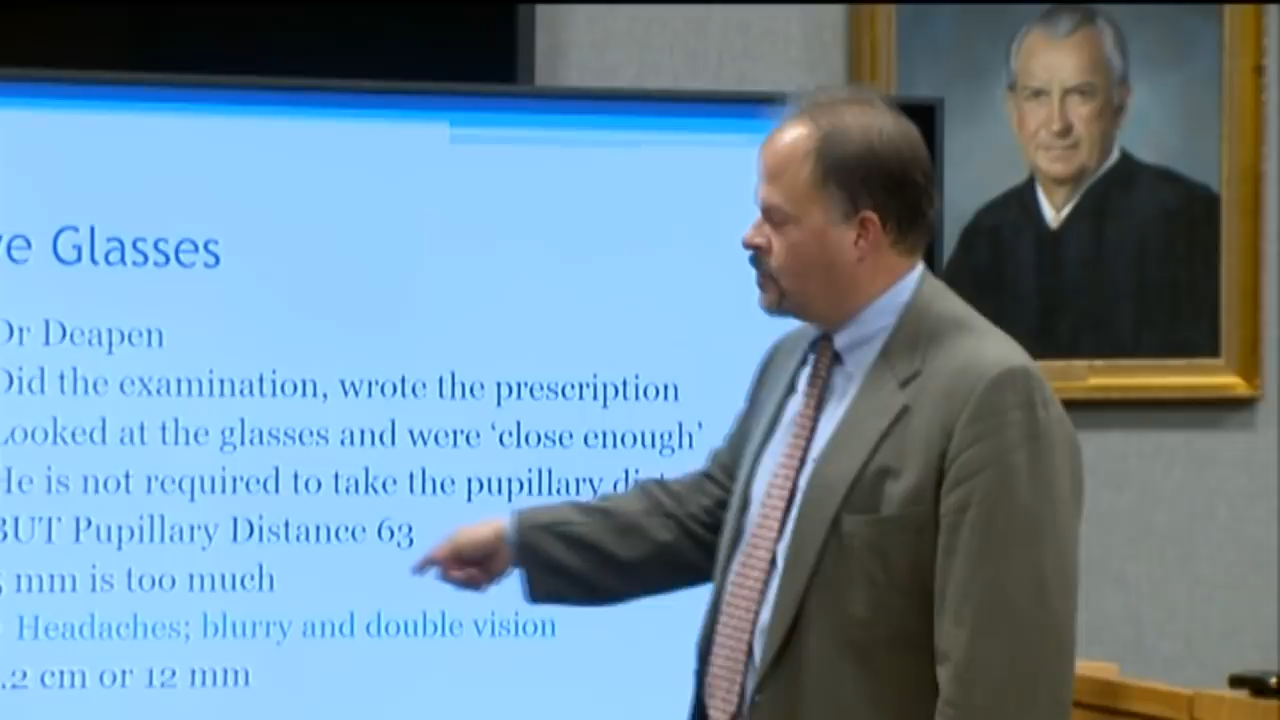 Glasses
Dr Deapen
Did the examination, wrote the prescription
Looked at the glasses and were ‘close enough’
He is not required to take the pupillary
BUT Pupillary Distance 63
mm is too much
Headaches; blurry and double vision
.2 cm or 12 mm